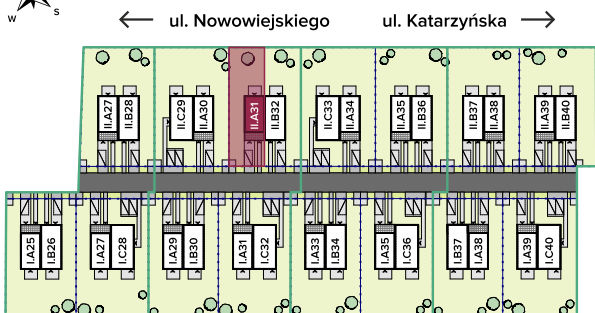 ul. Nowowiejskiego
ul. Katarzyńska
W
S
II.A27
II.B28
II.C29
II.A30
II.A31
II.B32
II.C33
II.A34
II.A35
II.B36
II.B37
II.A38
II.A39
II.B40
I.A25
I.B26
I.A27
I.C28
I.A29
I.B30
I.A31
I.C32
I.A33
I.B34
I.A35
I.C36
I.B37
I.A38
I.A39
I.C40